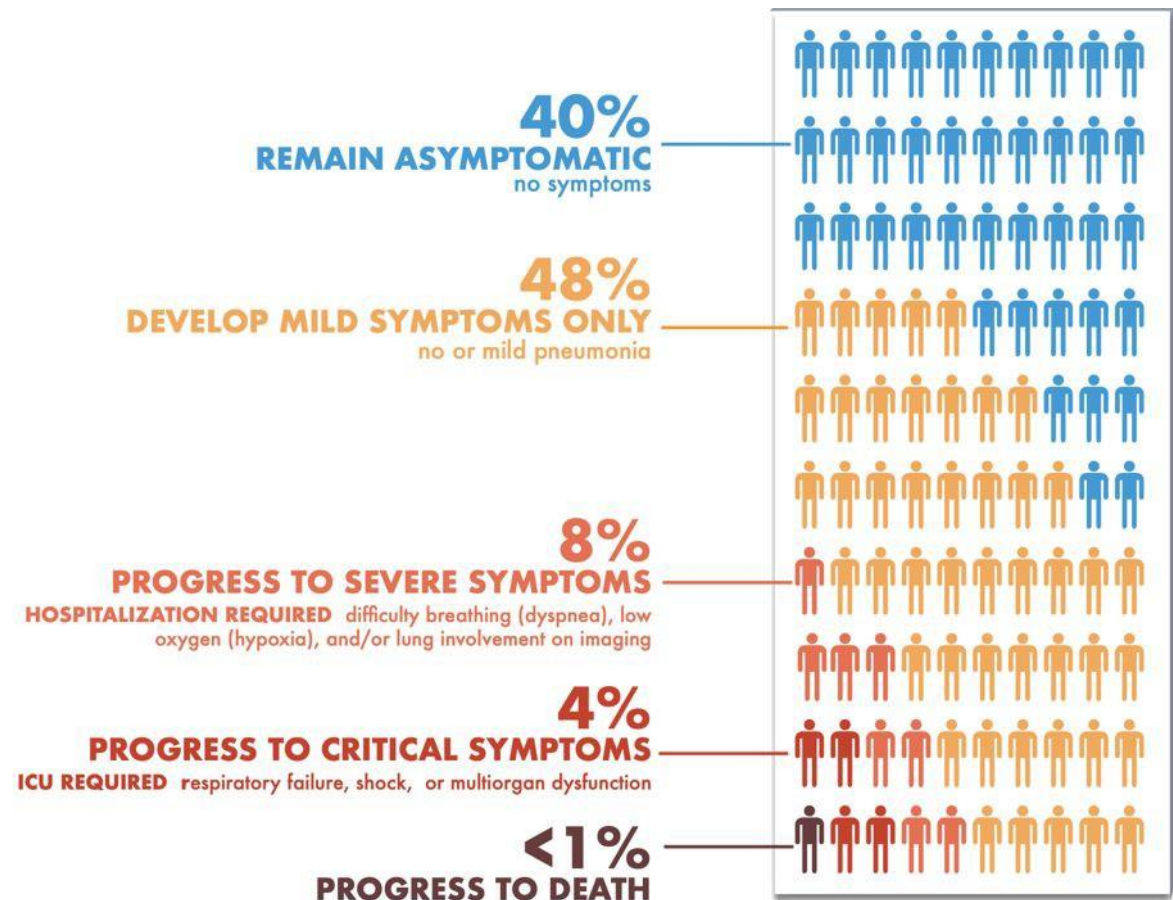 40%
REMAIN ASYMPTOMATIC
no symptoms
48%
DEVELOP MILD SYMPTOMS ONLY
no or mild pneumonia
8%
PROGRESS TO SEVERE SYMPTOMS
HOSPITALIZATION REQUIRED difficulty breathing (dyspnea), low
oxygen (hypoxia), and/or lung involvement on imaging
4%
PROGRESS TO CRITICAL SYMPTOMS
ICU REQUIRED respiratory failure, shock, or multiorgan dysfunction
<1%
PROGRESS TO DEATH